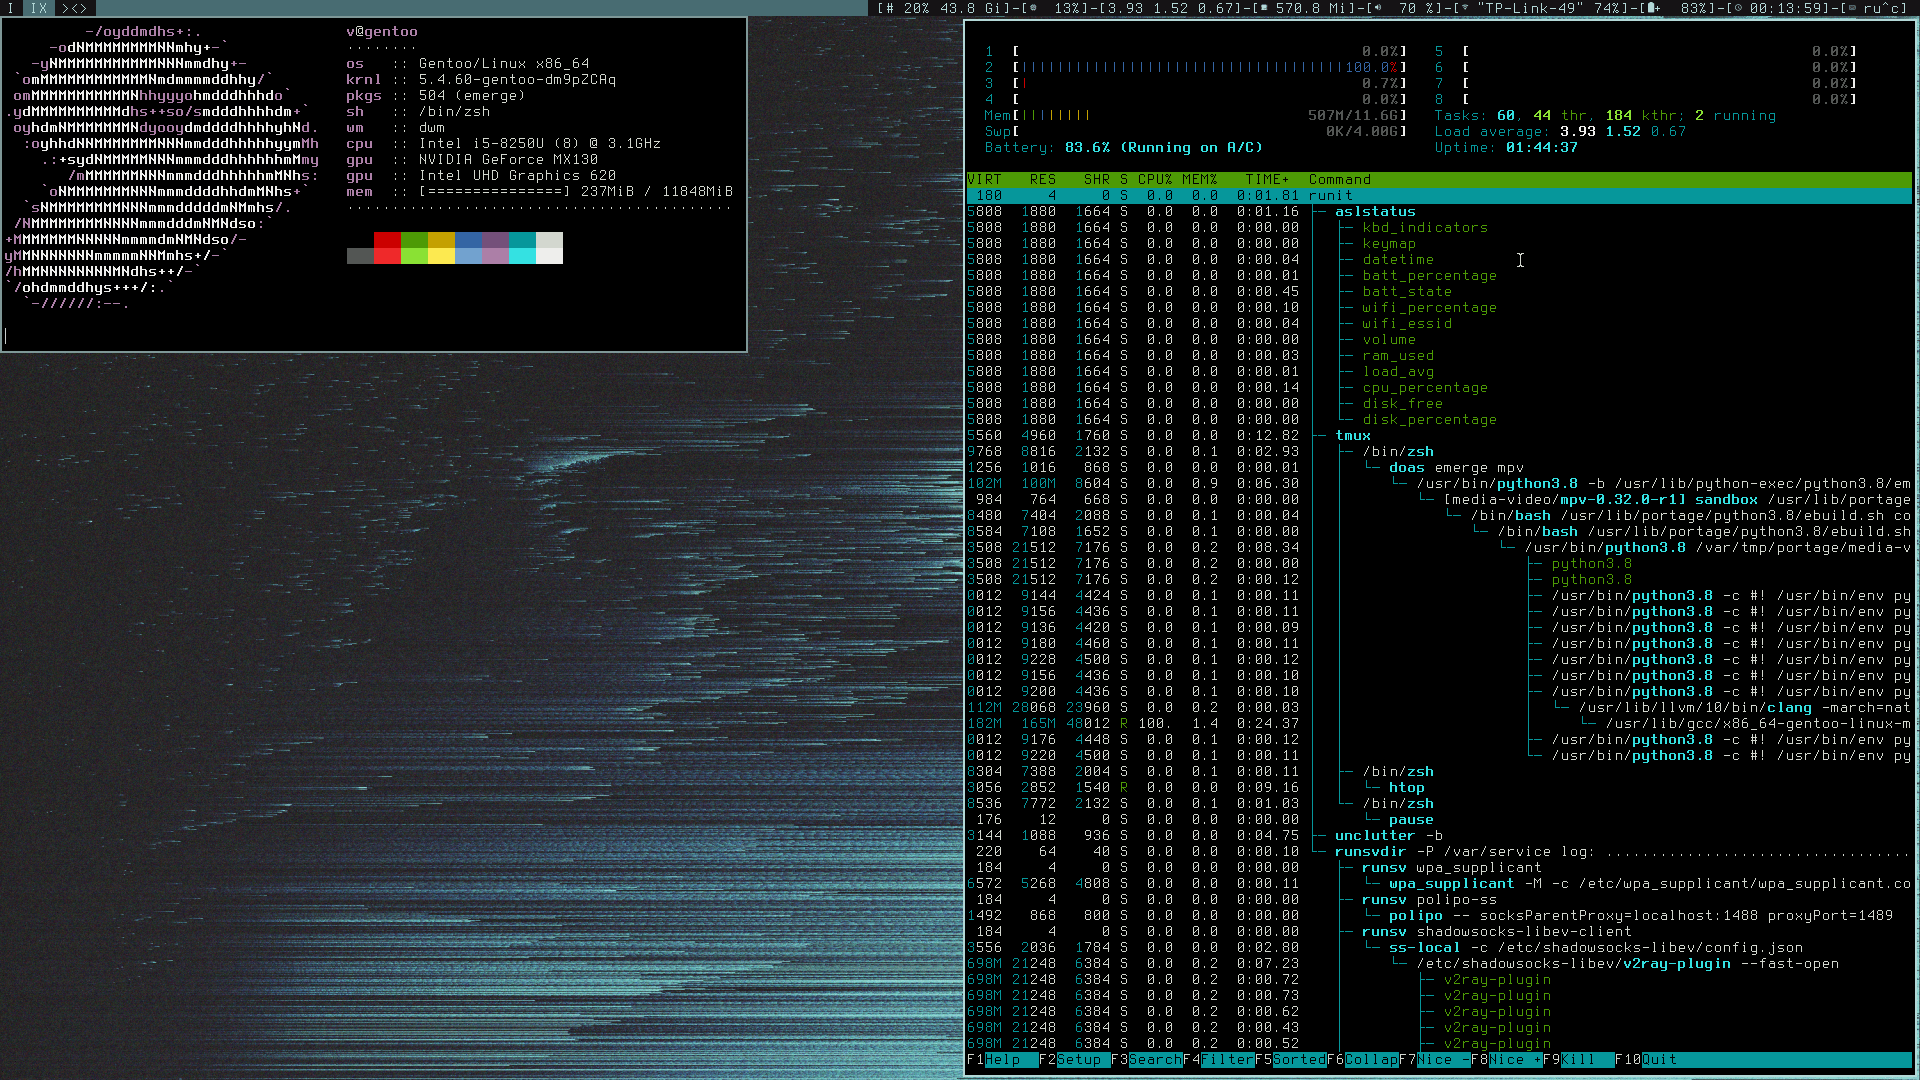 I IX ><> [# 20% 43.8 Gi]-[ 13%]-[3.93 1.52 0.67]-[ 570.8 Mi]-[ 70 %]-[ "TP-Link-49" 74%]-[ + 83%]-[ 00:13:59]-[ ru^c]
-/oyddmdhs+:.
-odNMMMMMMMMNNmhy+-`
-yNMMMMMMMMMMMNNNmmdhy+-
`omMMMMMMMMMMMMNmdmmmmddhhy/`
omMMMMMMMMMMMNhhyyyohmdddhhhdo`
.ydMMMMMMMMMMdhs++so/smdddhhhhdm+`
oyhdmNMMMMMMMNdyooydmddddhhhhyhNd.
:oyhhdNNMMMMMMMNNNmmdddhhhhhyymMh
.:+sydNMMMMMNNNmmmdddhhhhhhmMmy
/mMMMMMMNNNmmmdddhhhhhmMNhs:
`oNMMMMMMMNNNmmmddddhhdmMNhs+`
`sNMMMMMMMMNNNmmmdddddmNMmhs/.
/NMMMMMMMMNNNNmmmdddmNMNdso:`
+MMMMMMMNNNNNmmmmdmNMNdso/-
yMMNNNNNNNmmmmmNNMmhs+/-`
/hMMNNNNNNNNMNdhs++/-`
`/ohdmmddhys+++/:.`
`-//////:--.
v@gentoo
........
os :: Gentoo/Linux x86_64
krnl :: 5.4.60-gentoo-dm9pZCAq
pkgs :: 504 (emerge)
sh :: /bin/zsh
wm :: dwm
cpu :: Intel i5-8250U (8) @ 3.1GHz
gpu :: NVIDIA GeForce MX130
gpu :: Intel UHD Graphics 620
mem :: [===============] 237MiB / 11848MiB
...........................................
1 [ 0.0%] 5 [ 0.0%]
2 [||||||||||||||||||||||||||||||||||||100.0%] 6 [ 0.0%]
3 [| 0.7%] 7 [ 0.0%]
4 [ 0.0%] 8 [ 0.0%]
Mem[|||||||| 507M/11.6G] Tasks: 60, 44 thr, 184 kthr; 2 running
Swp[ 0K/4.00G] Load average: 3.93 1.52 0.67
Battery: 83.6% (Running on A/C) Uptime: 01:44:37
VIRT RES SHR S CPU% MEM% TIME+ Command
180 4 0 S 0.0 0.0 0:01.81 runit
5808 1880 1664 S 0.0 0.0 0:01.16 aslstatus
5808 1880 1664 S 0.0 0.0 0:00.00 kbd_indicators
5808 1880 1664 S 0.0 0.0 0:00.00 keymap
5808 1880 1664 S 0.0 0.0 0:00.04 datetime
5808 1880 1664 S 0.0 0.0 0:00.01 batt_percentage
5808 1880 1664 S 0.0 0.0 0:00.45 batt_state
5808 1880 1664 S 0.0 0.0 0:00.10 wifi_percentage
5808 1880 1664 S 0.0 0.0 0:00.04 wifi_essid
5808 1880 1664 S 0.0 0.0 0:00.00 volume
5808 1880 1664 S 0.0 0.0 0:00.03 ram_used
5808 1880 1664 S 0.0 0.0 0:00.01 load_avg
5808 1880 1664 S 0.0 0.0 0:00.14 cpu_percentage
5808 1880 1664 S 0.0 0.0 0:00.00 disk_free
5808 1880 1664 S 0.0 0.0 0:00.00 disk_percentage
5560 4960 1760 S 0.0 0.0 0:12.82 tmux
9768 8816 2132 S 0.0 0.1 0:02.93 /bin/zsh
1256 1016 868 S 0.0 0.0 0:00.01 doas emerge mpv
102M 100M 8604 S 0.0 0.9 0:06.30 /usr/bin/python3.8 -b /usr/lib/python-exec/python3.8/em
984 764 668 S 0.0 0.0 0:00.00 [media-video/mpv-0.32.0-r1] sandbox /usr/lib/portage
8480 7404 2088 S 0.0 0.1 0:00.04 /bin/bash /usr/lib/portage/python3.8/ebuild.sh co
8584 7108 1652 S 0.0 0.1 0:00.00 /bin/bash /usr/lib/portage/python3.8/ebuild.sh
3508 21512 7176 S 0.0 0.2 0:08.34 /usr/bin/python3.8 /var/tmp/portage/media-v
3508 21512 7176 S 0.0 0.2 0:00.00 python3.8
3508 21512 7176 S 0.0 0.2 0:00.12 python3.8
0012 9144 4424 S 0.0 0.1 0:00.11 /usr/bin/python3.8 -c #! /usr/bin/env py
0012 9156 4436 S 0.0 0.1 0:00.11 /usr/bin/python3.8 -c #! /usr/bin/env py
0012 9136 4420 S 0.0 0.1 0:00.09 /usr/bin/python3.8 -c #! /usr/bin/env py
0012 9180 4460 S 0.0 0.1 0:00.11 /usr/bin/python3.8 -c #! /usr/bin/env py
0012 9228 4500 S 0.0 0.1 0:00.12 /usr/bin/python3.8 -c #! /usr/bin/env py
0012 9156 4436 S 0.0 0.1 0:00.10 /usr/bin/python3.8 -c #! /usr/bin/env py
0012 9200 4436 S 0.0 0.1 0:00.10 /usr/bin/python3.8 -c #! /usr/bin/env py
112M 28068 23960 S 0.0 0.2 0:00.03 /usr/lib/llvm/10/bin/clang -march=nat
182M 165M 48012 R 100. 1.4 0:24.37 /usr/lib/gcc/x86_64-gentoo-linux-m
0012 9176 4448 S 0.0 0.1 0:00.12 /usr/bin/python3.8 -c #! /usr/bin/env py
0012 9220 4500 S 0.0 0.1 0:00.11 /usr/bin/python3.8 -c #! /usr/bin/env py
8304 7388 2004 S 0.0 0.1 0:00.11 /bin/zsh
3056 2852 1540 R 0.0 0.0 0:09.16 htop
8536 7772 2132 S 0.0 0.1 0:01.03 /bin/zsh
176 12 0 S 0.0 0.0 0:00.00 pause
3144 1088 936 S 0.0 0.0 0:04.75 unclutter -b
220 64 40 S 0.0 0.0 0:00.10 runsvdir -P /var/service log: ..................................
184 4 0 S 0.0 0.0 0:00.00 runsv wpa_supplicant
6572 5268 4808 S 0.0 0.0 0:00.11 wpa_supplicant -M -c /etc/wpa_supplicant/wpa_supplicant.co
184 4 0 S 0.0 0.0 0:00.00 runsv polipo-ss
1492 868 800 S 0.0 0.0 0:00.00 polipo -- socksParentProxy=localhost:1488 proxyPort=1489
184 4 0 S 0.0 0.0 0:00.00 runsv shadowsocks-libev-client
3556 2036 1784 S 0.0 0.0 0:02.80 ss-local -c /etc/shadowsocks-libev/config.json
698M 21248 6384 S 0.0 0.2 0:07.23 /etc/shadowsocks-libev/v2ray-plugin --fast-open
698M 21248 6384 S 0.0 0.2 0:00.72 v2ray-plugin
698M 21248 6384 S 0.0 0.2 0:00.73 v2ray-plugin
698M 21248 6384 S 0.0 0.2 0:00.62 v2ray-plugin
698M 21248 6384 S 0.0 0.2 0:00.43 v2ray-plugin
698M 21248 6384 S 0.0 0.2 0:00.52 v2ray-plugin
F1Help F2Setup F3SearchF4FilterF5SortedF6CollapF7Nice -F8Nice +F9Kill F10Quit